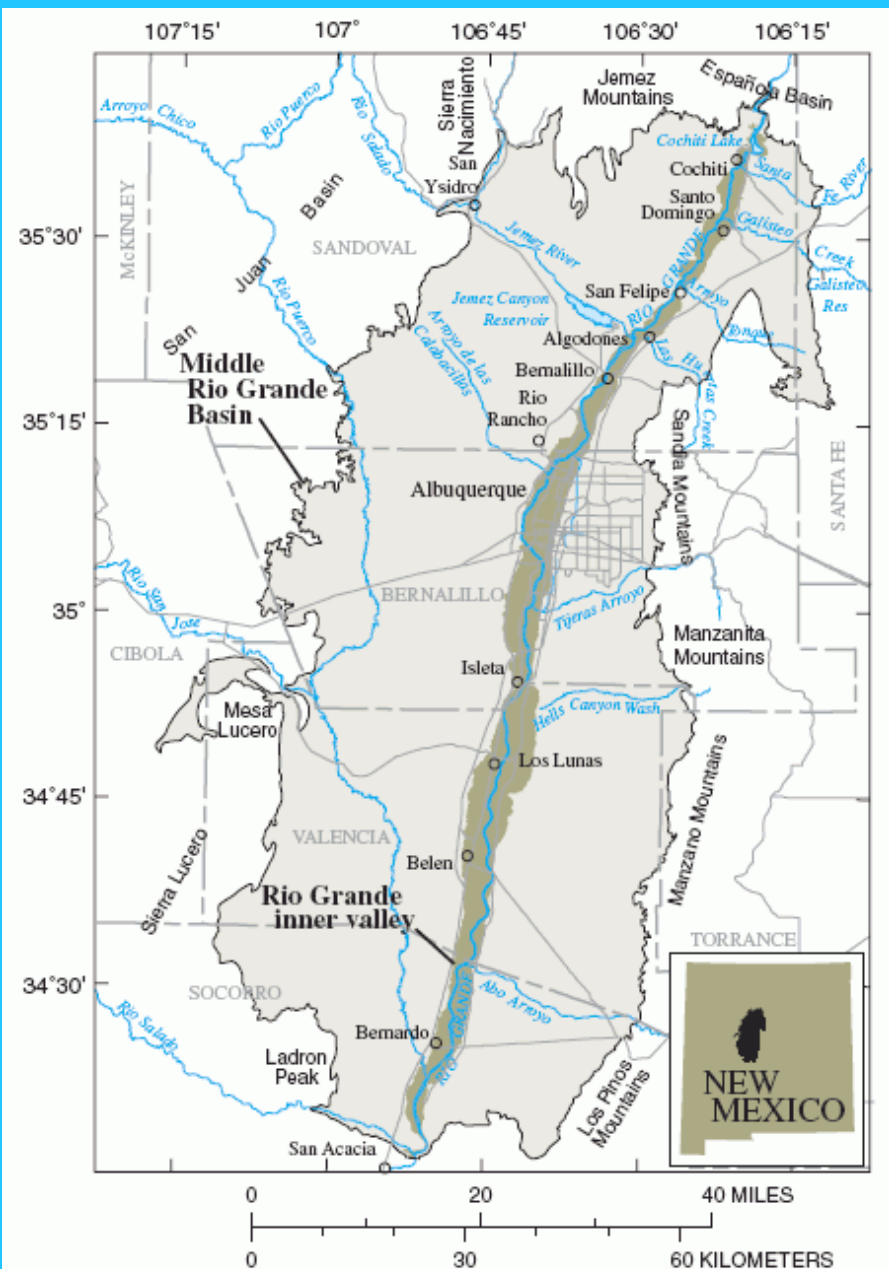 107°15'
107°
106°45'
106°30'
106°15'
Jemez
Mountains
Española Basin
Sierra
Nacimiento
Arroyo
Chico
Rio Puerco
Rio
Salado
Cochiti Lake
Cochiti
Santa
Fe River
San
Ysidro
Santo
Domingo
McKINLEY
San
Juan
Basin
35°30'
SANDOVAL
Jemez River
Galisteo
Creek
Galisteo
Res
RIO
GRANDE
Rio Puerco
San Felipe
Arroyo
Tonque
Jemez Canyon
Reservoir
Arroyo de las
Calabacillas
Algodones
Las
Huertas Creek
Middle
Rio Grande
Basin
Bernalillo
Rio
Rancho
35°15'
Sandia Mountains
SANTA FE
Albuquerque
Rio San
Jose
BERNALILLO
35°
Tijeras Arroyo
CIBOLA
Manzanita
Mountains
Isleta
Hells Canyon Wash
Mesa
Lucero
Los Lunas
34°45'
VALENCIA
Manzano Mountains
Sierra Lucero
Belen
Rio Grande
inner valley
TORRANCE
34°30'
SOCORRO
Abo Arroyo
Rio Salado
Bernardo
RIO
GRANDE
Ladron
Peak
Los Pinos
Mountains
NEW
MEXICO
San Acacia
0
20
40 MILES
0
30
60 KILOMETERS